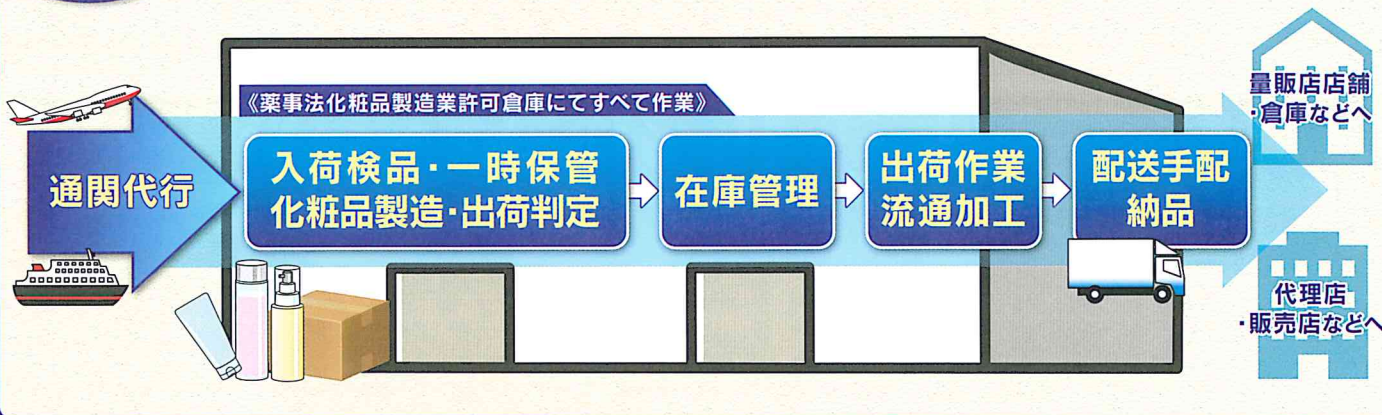 《薬事法化粧品製造業許可倉庫にてすべて作業》
通関代行
入荷検品・一時保管
化粧品製造・出荷判定
在庫管理
出荷作業
流通加工
配送手配
納品
量販店店舗
・倉庫などへ
代理店
・販売店などへ